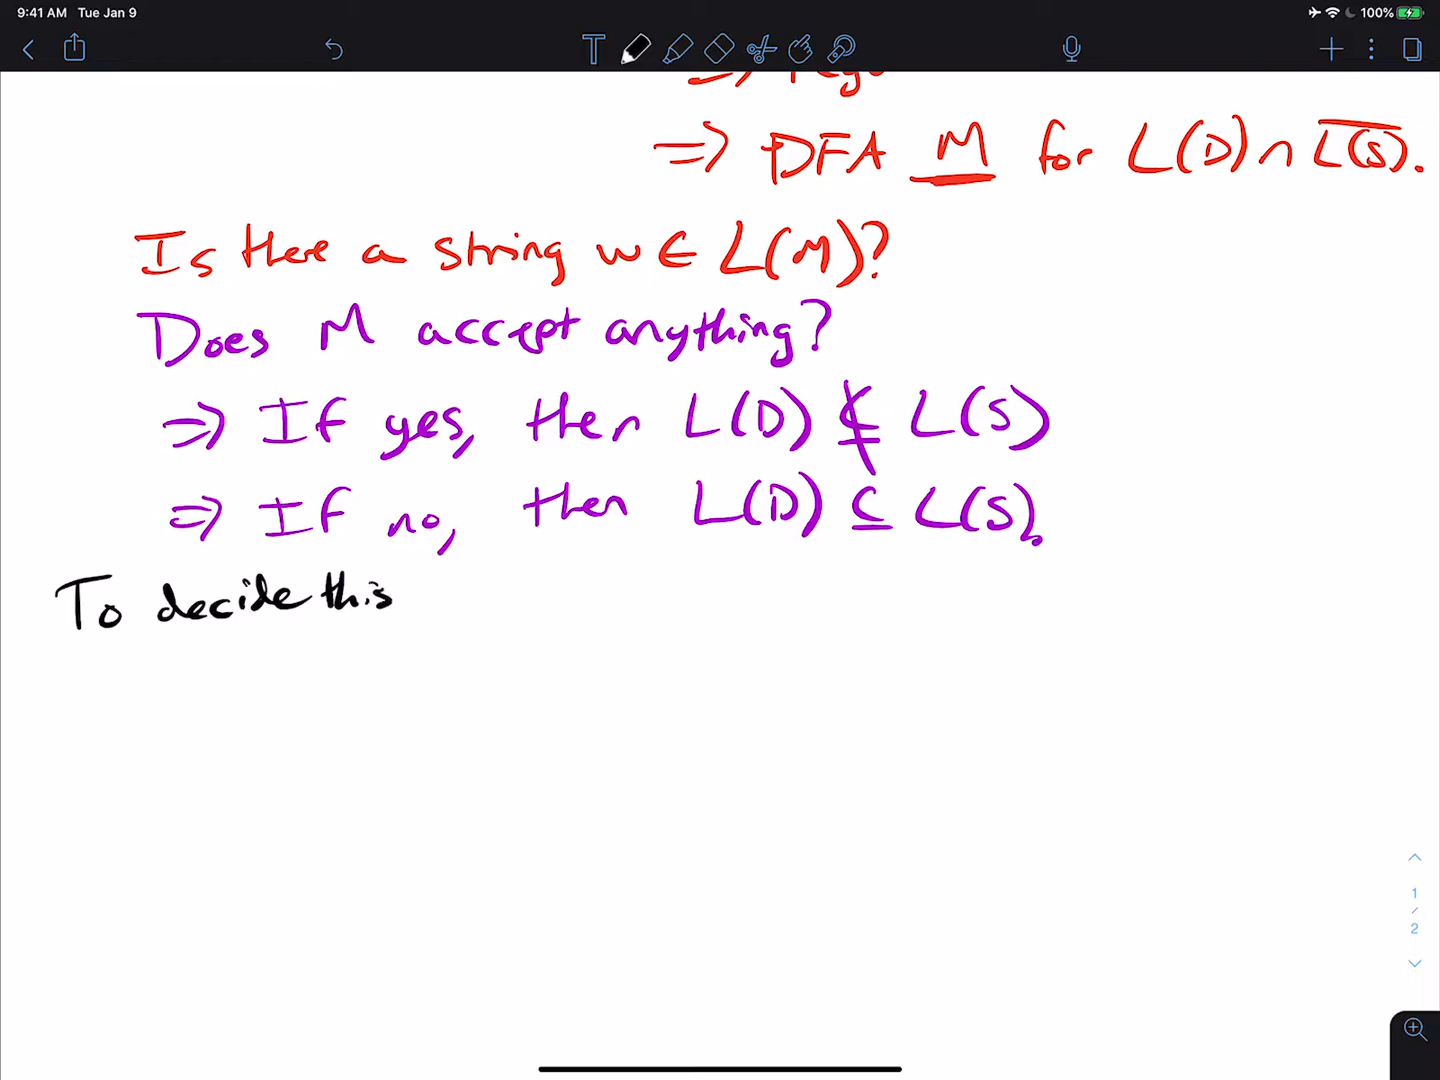 9:41 AM Tue Jan 9 100%
T
⇒ DFA M for L(D)∩L̅(̅S̅)̅.
Is there a string w ∈ L(M)?
Does M accept anything?
⇒ If yes, then L(D) ⊈ L(S)
⇒ If no, then L(D) ⊆ L(S).
To decide this
1
/
2